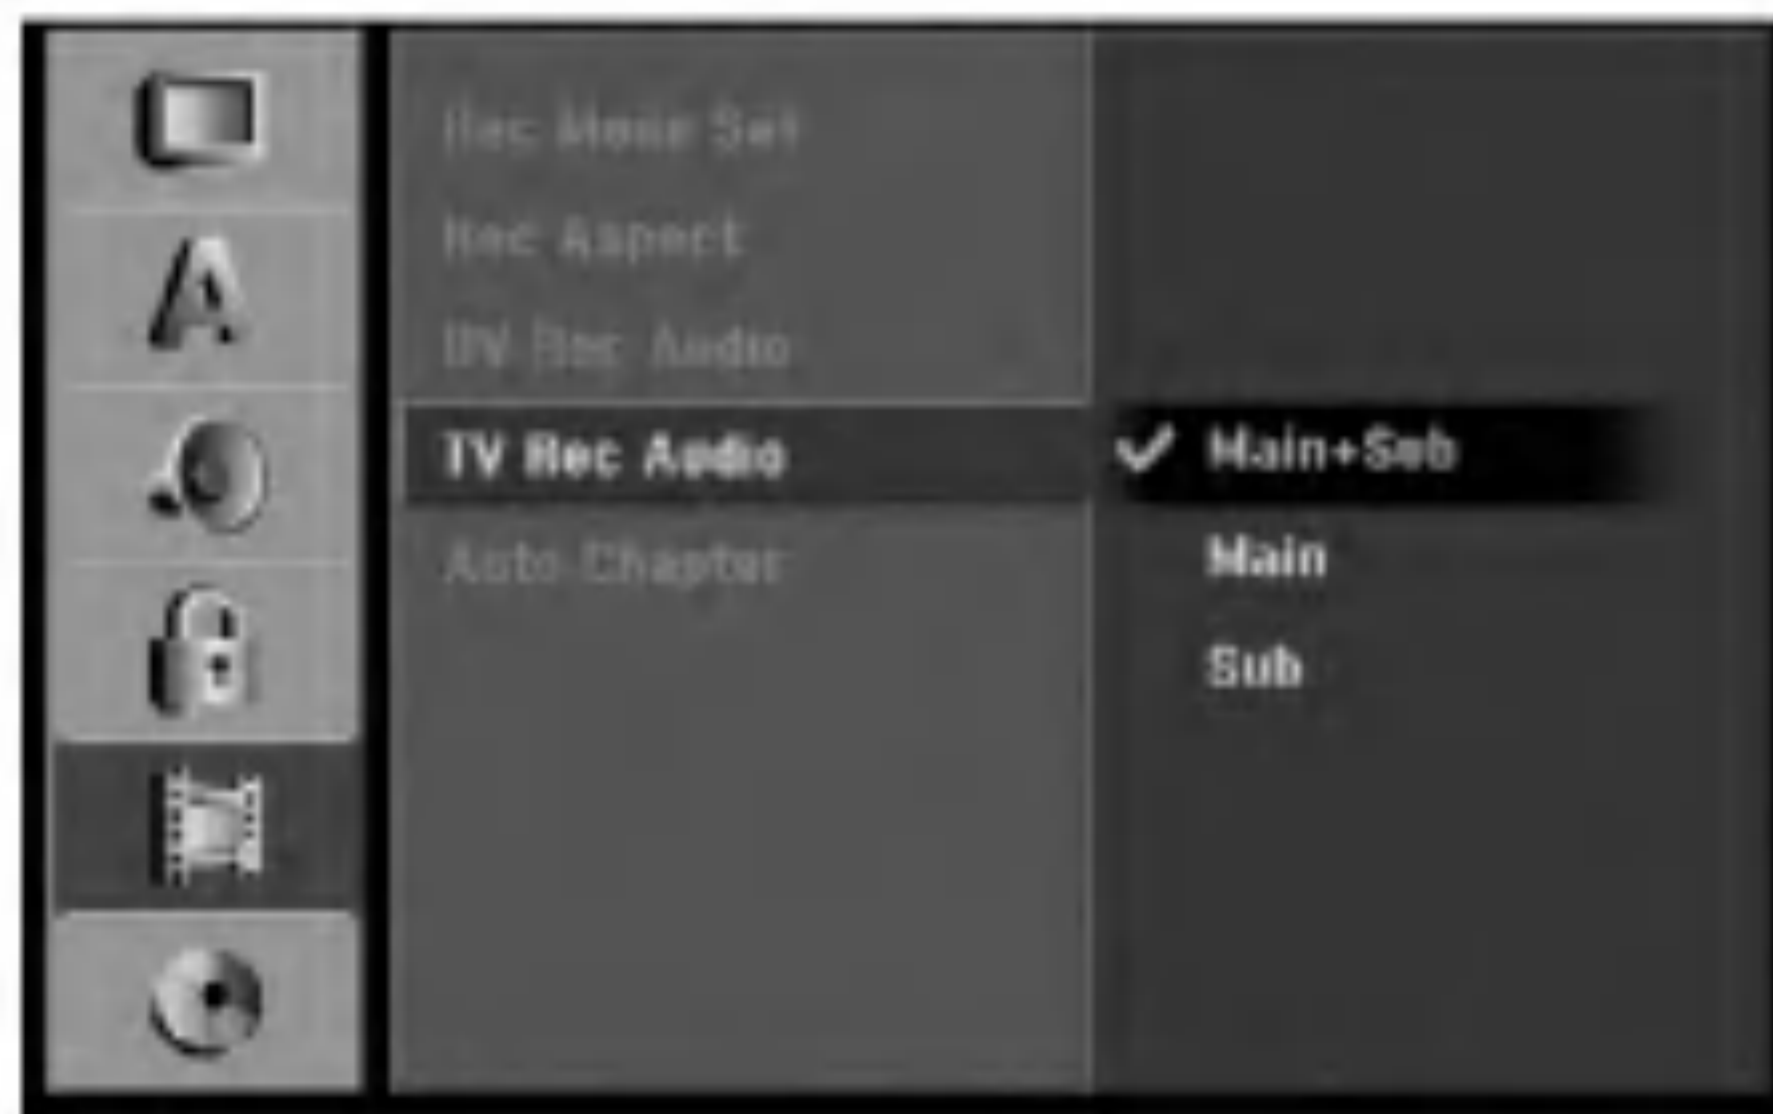 Rec Mode Set
Rec Aspect
DV Rec Audio
TV Rec Audio
Auto Chapter
Main+Sub
Main
Sub